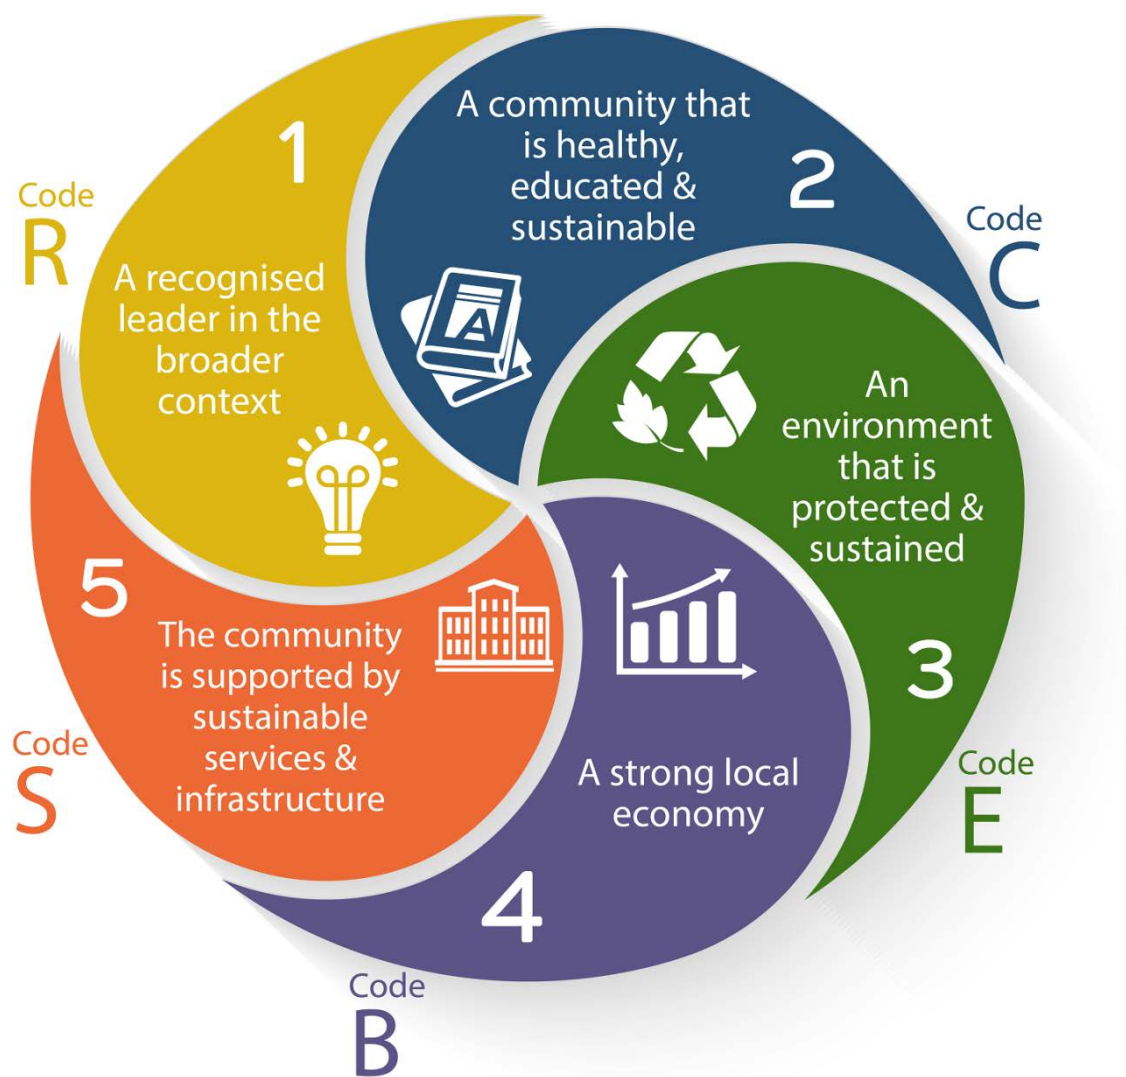 1
Code
R
A recognised
leader in the
broader
context
A community that
is healthy,
educated &
sustainable
2
Code
C
A
An
environment
that is
protected &
sustained
3
Code
E
A strong local
economy
4
Code
B
5
The community
is supported by
sustainable
services &
infrastructure
Code
S